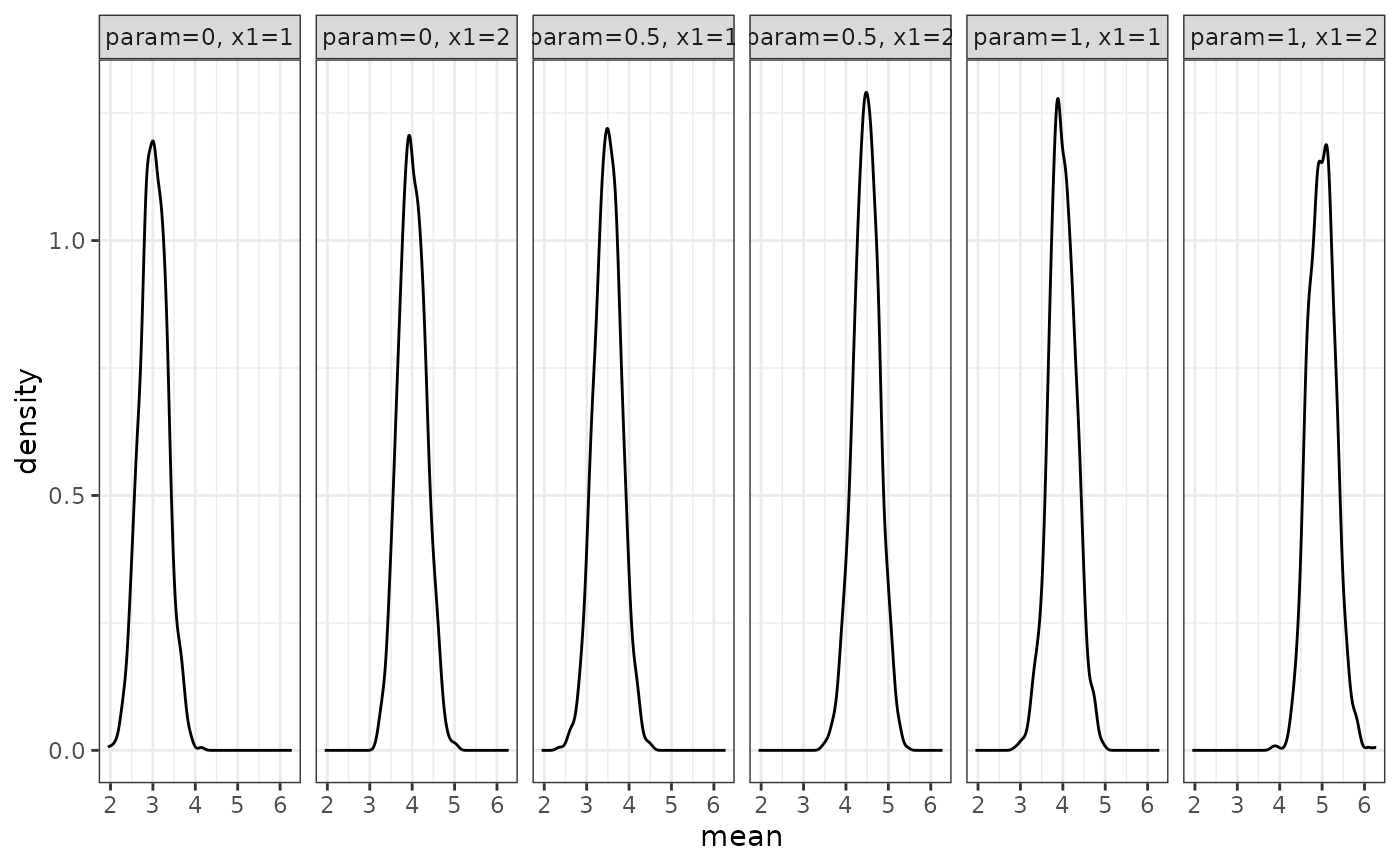 param=0, x1=1
param=0, x1=2
param=0.5, x1=1
param=0.5, x1=2
param=1, x1=1
param=1, x1=2
density
1.0
0.5
0.0
2 3 4 5 6
2 3 4 5 6
2 3 4 5 6
2 3 4 5 6
2 3 4 5 6
2 3 4 5 6
mean